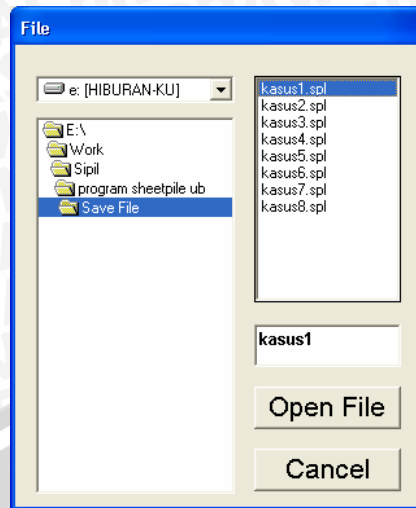 File
e: [HIBURAN-KU]
E:\
Work
Sipil
program sheetpile ub
Save File
kasus1.spl
kasus2.spl
kasus3.spl
kasus4.spl
kasus5.spl
kasus6.spl
kasus7.spl
kasus8.spl
kasus1
Open File
Cancel